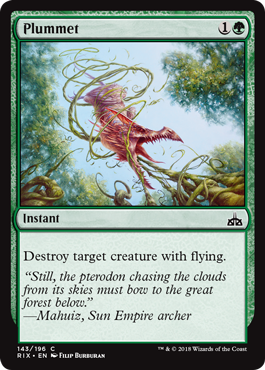 Plummet 1
Instant
Destroy target creature with flying.
“Still, the pterodon chasing the clouds
from its skies must bow to the great
forest below.”
—Mahuiz, Sun Empire archer
143/196 C
RIX • EN Filip Burburan
™ & © 2018 Wizards of the Coast